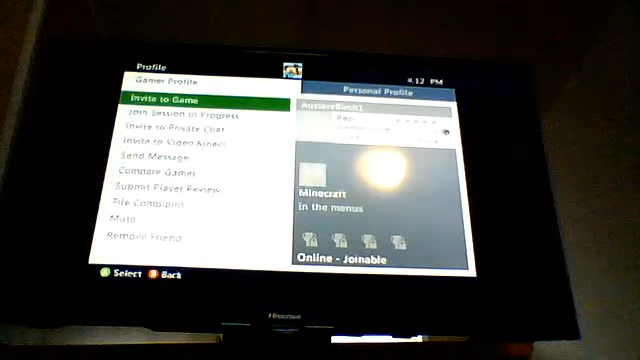 Profile
4:12 PM
Gamer Profile
Personal Profile
Invite to Game
Join Session in Progress
Rep
Invite to Private Chat
Invite to Video Kinect
Send Message
Compare Games
Submit Player Review
Minecraft
File Complaint
in the menus
Mute
Remove Friend
Online - Joinable
Select Back
Hisense